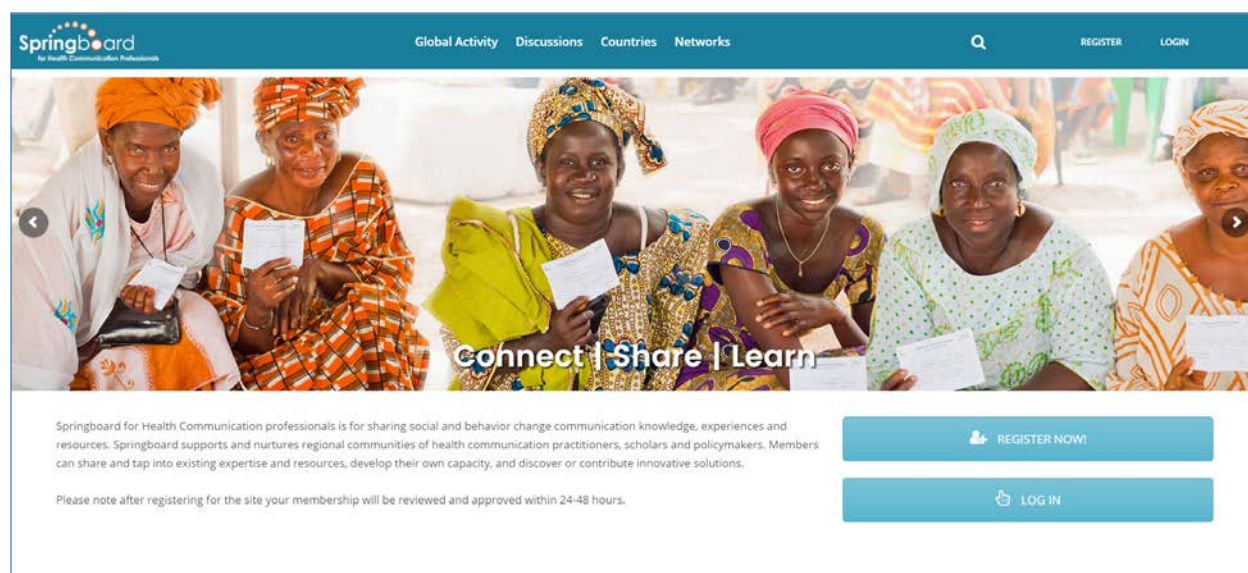 Springboard
for Health Communication Professionals
Global Activity Discussions Countries Networks
REGISTER LOGIN
Connect | Share | Learn
Springboard for Health Communication professionals is for sharing social and behavior change communication knowledge, experiences and
resources. Springboard supports and nurtures regional communities of health communication practitioners, scholars and policymakers. Members
can share and tap into existing expertise and resources, develop their own capacity, and discover or contribute innovative solutions.
Please note after registering for the site your membership will be reviewed and approved within 24-48 hours.
REGISTER NOW!
LOG IN